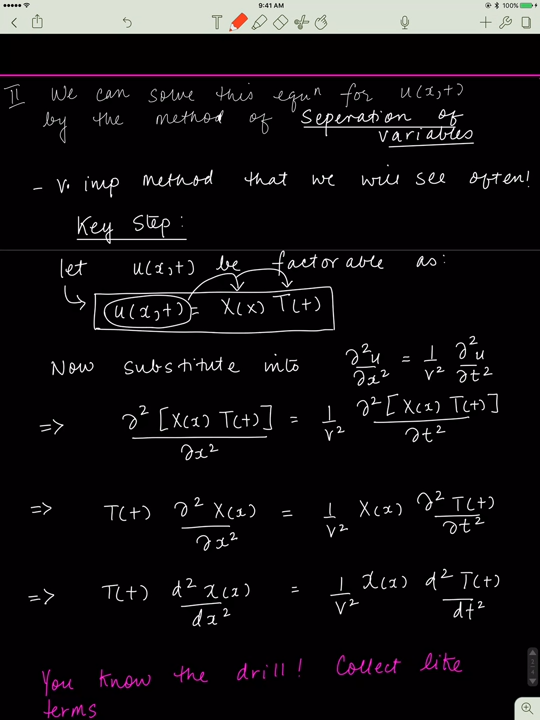 9:41 AM
100%
II We can solve this equⁿ for u(x,t)
by the method of Seperation of
variables
- v. imp method that we will see often!
Key Step:
let u(x,t) be factorable as:
u(x,t) = X(x) T(t)
Now substitute into ∂²u/∂x² = 1/v² ∂²u/∂t²
=> ∂²[X(x) T(t)]/∂x² = 1/v² ∂²[X(x) T(t)]/∂t²
=> T(t) ∂²X(x)/∂x² = 1/v² X(x) ∂²T(t)/∂t²
=> T(t) d²X(x)/dx² = 1/v² X(x) d²T(t)/dt²
You know the drill! Collect like
terms